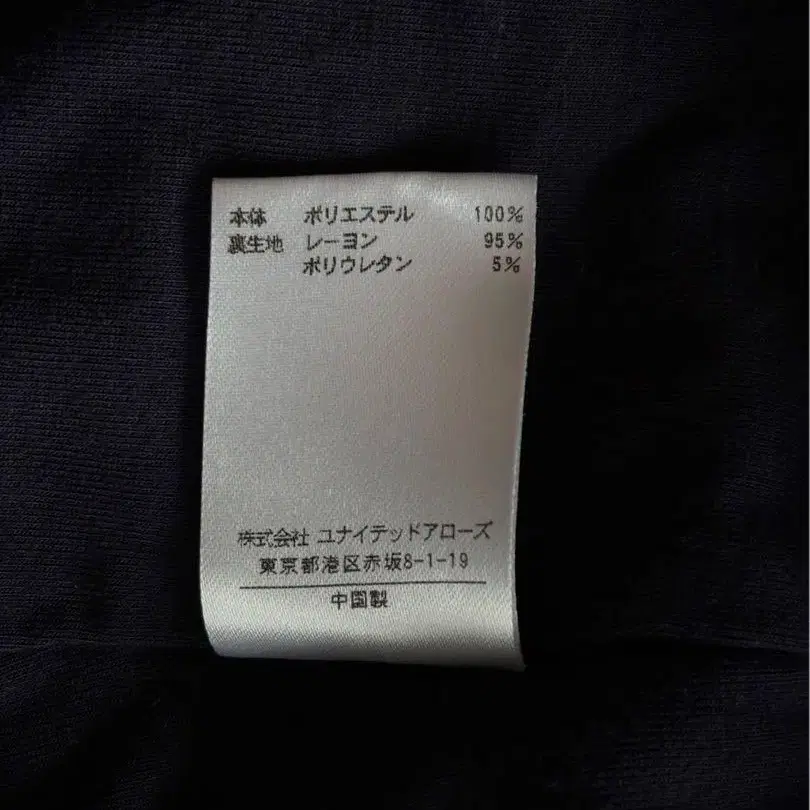 本体 ポリエステル 100%
裏生地 レーヨン 95%
ポリウレタン 5%
株式会社 ユナイテッドアローズ
東京都港区赤坂8-1-19
中国製